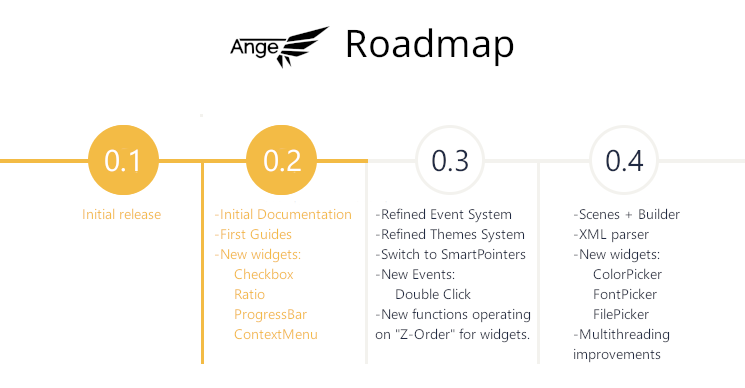 Ange Roadmap
0.1
Initial release
0.2
-Initial Documentation
-First Guides
-New widgets:
Checkbox
Ratio
ProgressBar
ContextMenu
0.3
-Refined Event System
-Refined Themes System
-Switch to SmartPointers
-New Events:
Double Click
-New functions operating
on "Z-Order" for widgets.
0.4
-Scenes + Builder
-XML parser
-New widgets:
ColorPicker
FontPicker
FilePicker
-Multithreading
improvements